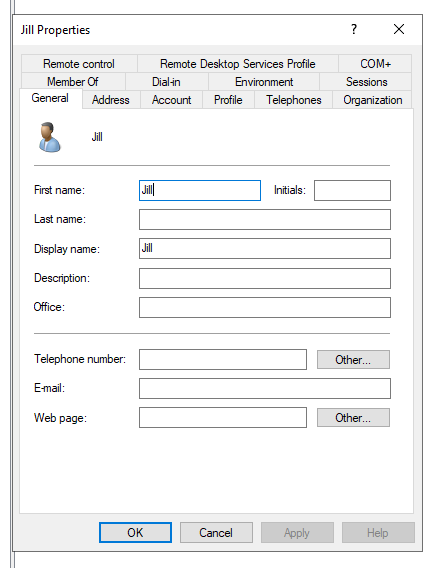 Jill Properties ?
Remote control Remote Desktop Services Profile COM+
Member Of Dial-in Environment Sessions
General Address Account Profile Telephones Organization
Jill
First name: Jill Initials:
Last name:
Display name: Jill
Description:
Office:
Telephone number: Other...
E-mail:
Web page: Other...
OK Cancel Apply Help